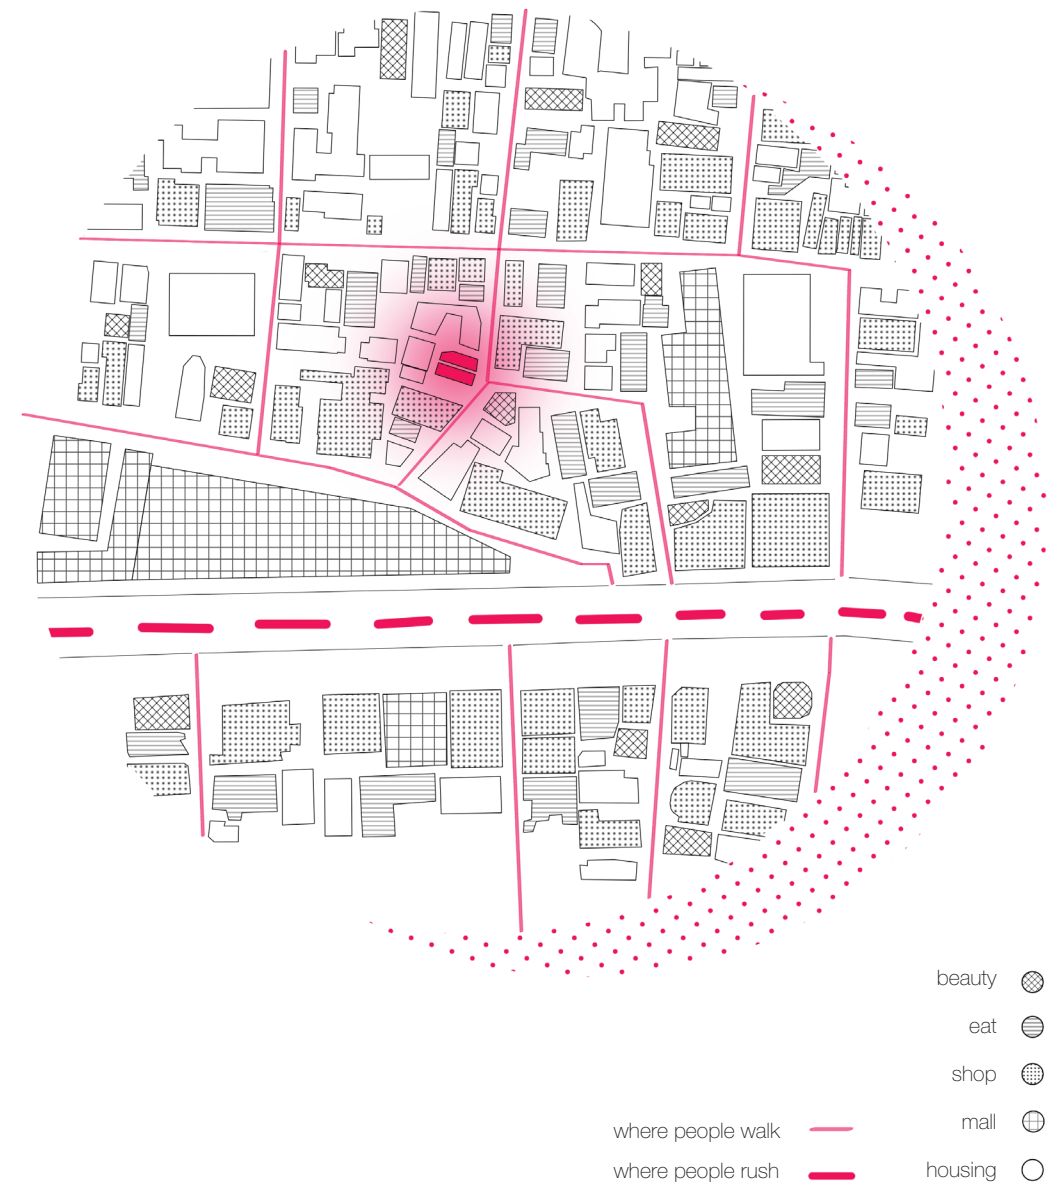 beauty
eat
shop
mall
where people walk
where people rush
housing